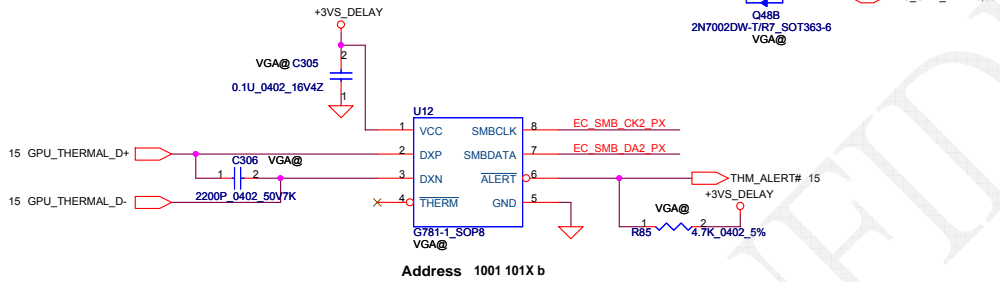 +3VS_DELAY
Q48B
2N7002DW-T/R7_SOT363-6
VGA@
VGA@ C305
2
0.1U_0402_16V4Z
1
U12
1 VCC SMBCLK 8 EC_SMB_CK2_PX
15 GPU_THERMAL_D+ 2 DXP SMBDATA 7 EC_SMB_DA2_PX
C306 VGA@
1 2 3 DXN ALERT 6 THM_ALERT# 15
2200P_0402_50V7K
+3VS_DELAY
15 GPU_THERMAL_D- 4 THERM GND 5
VGA@
1 2
G781-1_SOP8
R85 4.7K_0402_5%
VGA@
Address 1001 101X b